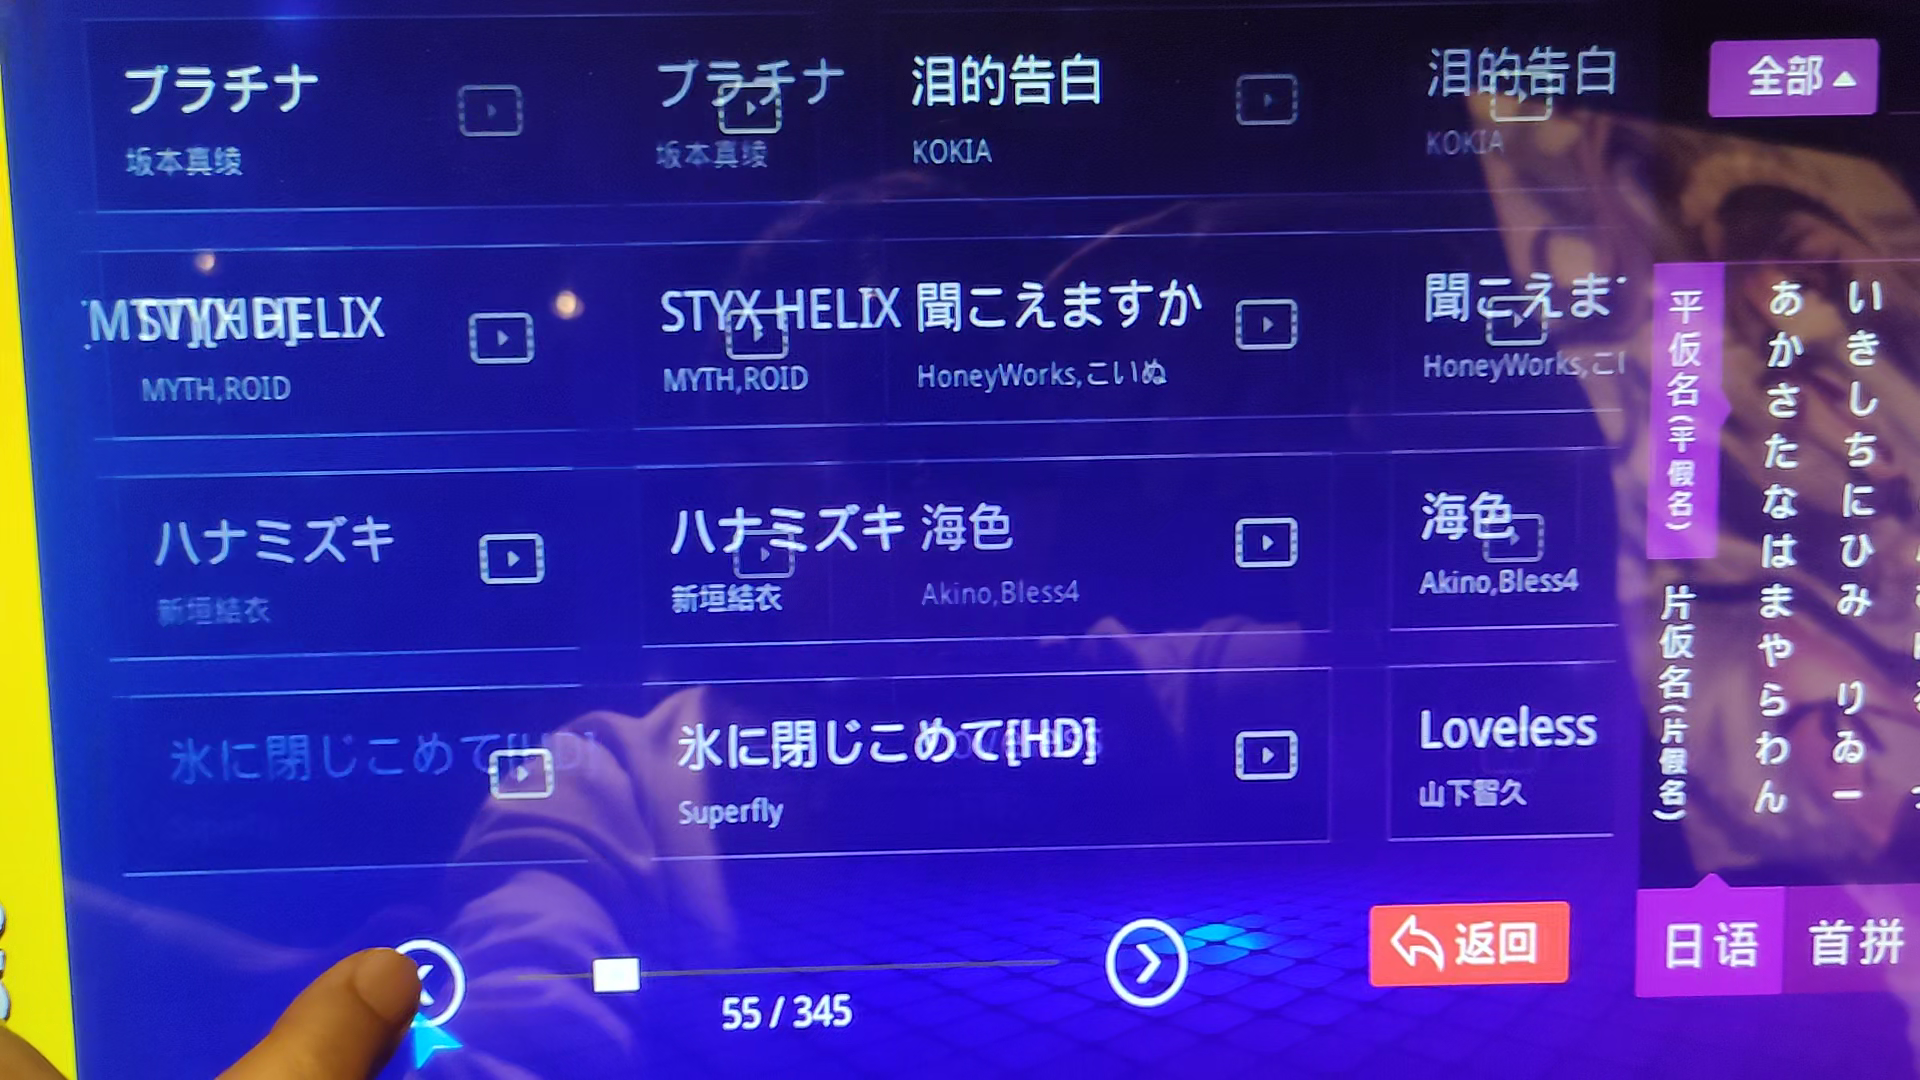 プラチナ
坂本真绫
プラチナ
坂本真绫
泪的告白
KOKIA
泪的告白
KOKIA
全部
STYX HELIX
MYTH,ROID
STYX HELIX
MYTH,ROID
聞こえますか
HoneyWorks,こいぬ
聞こえま
HoneyWorks,こ
ハナミズキ
新垣結衣
ハナミズキ
新垣結衣
海色
Akino,Bless4
海色
Akino,Bless4
氷に閉じこめて[HD]
氷に閉じこめて[HD]
Superfly
Loveless
山下智久
平仮名(平假名)
片仮名(片假名)
あかさたなはまやらわん
いきしちにひみ りゐー
55 / 345
返回
日语
首拼